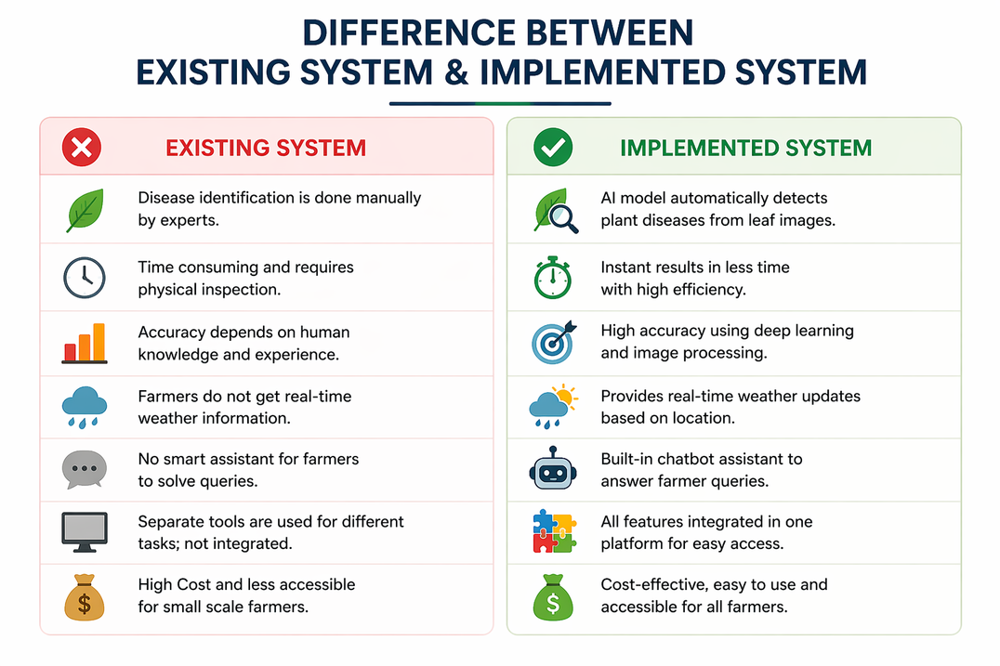 DIFFERENCE BETWEEN
EXISTING SYSTEM & IMPLEMENTED SYSTEM
EXISTING SYSTEM
Disease identification is done manually
by experts.
Time consuming and requires
physical inspection.
Accuracy depends on human
knowledge and experience.
Farmers do not get real-time
weather information.
No smart assistant for farmers
to solve queries.
Separate tools are used for different
tasks; not integrated.
$
High Cost and less accessible
for small scale farmers.
IMPLEMENTED SYSTEM
AI model automatically detects
plant diseases from leaf images.
Instant results in less time
with high efficiency.
High accuracy using deep learning
and image processing.
Provides real-time weather updates
based on location.
Built-in chatbot assistant to
answer farmer queries.
All features integrated in one
platform for easy access.
$
Cost-effective, easy to use and
accessible for all farmers.